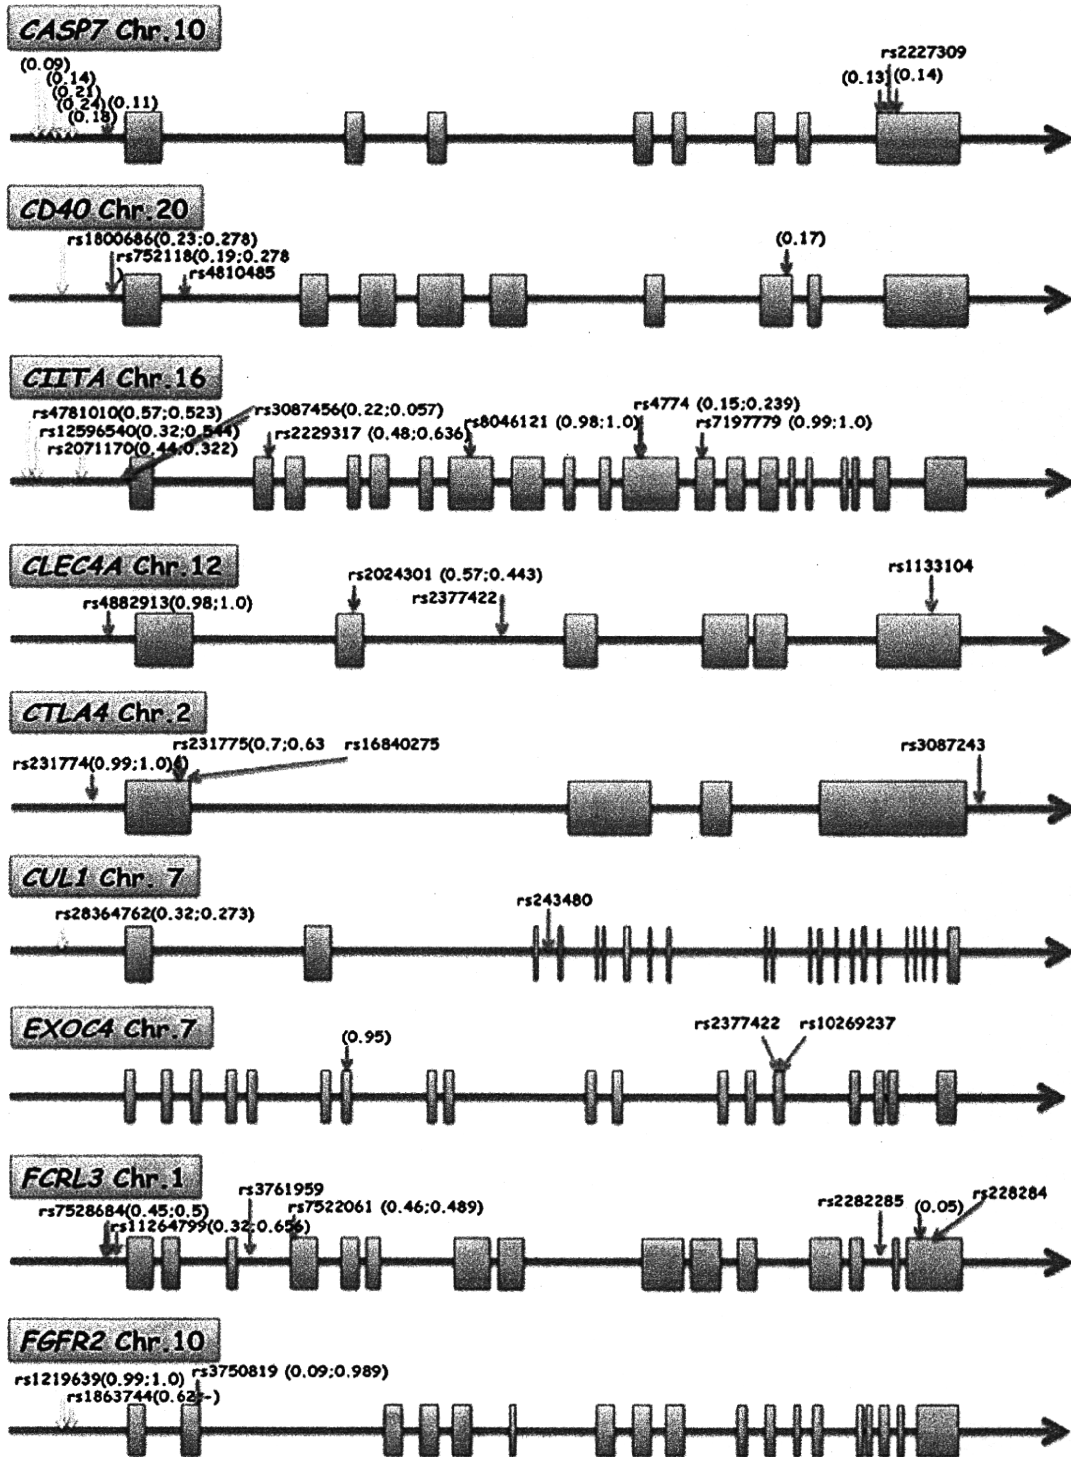 CASP7 Chr.10
(0.09)
(0.14)
(0.21)
(0.24)
(0.11)
(0.18)
rs2227309
(0.13)
(0.14)
CD40 Chr.20
rs1800686(0.23;0.278)
rs752118(0.19;0.278
)
rs4810485
(0.17)
CIITA Chr.16
rs4781010(0.57;0.523)
rs12596540(0.32;0.544)
rs2071170(0.44;0.322)
rs3087456(0.22;0.057)
rs2229317 (0.48;0.636)
rs8046121 (0.98;1.0)
rs4774 (0.15;0.239)
rs7197779 (0.99;1.0)
CLEC4A Chr.12
rs4882913(0.98;1.0)
rs2024301 (0.57;0.443)
rs2377422
rs1133104
CTLA4 Chr.2
rs231774(0.99;1.0)
rs231775(0.7;0.63
)
rs16840275
rs3087243
CUL1 Chr. 7
rs28364762(0.32;0.273)
rs243480
EXOC4 Chr.7
(0.95)
rs2377422
rs10269237
FCRL3 Chr.1
rs7528684(0.45;0.5)
rs11264799(0.32;0.656)
rs3761959
rs7522061 (0.46;0.489)
rs2282285
(0.05)
rs228284
FGFR2 Chr.10
rs1219639(0.99;1.0)
rs1863744(0.62;-)
rs3750819 (0.09;0.989)